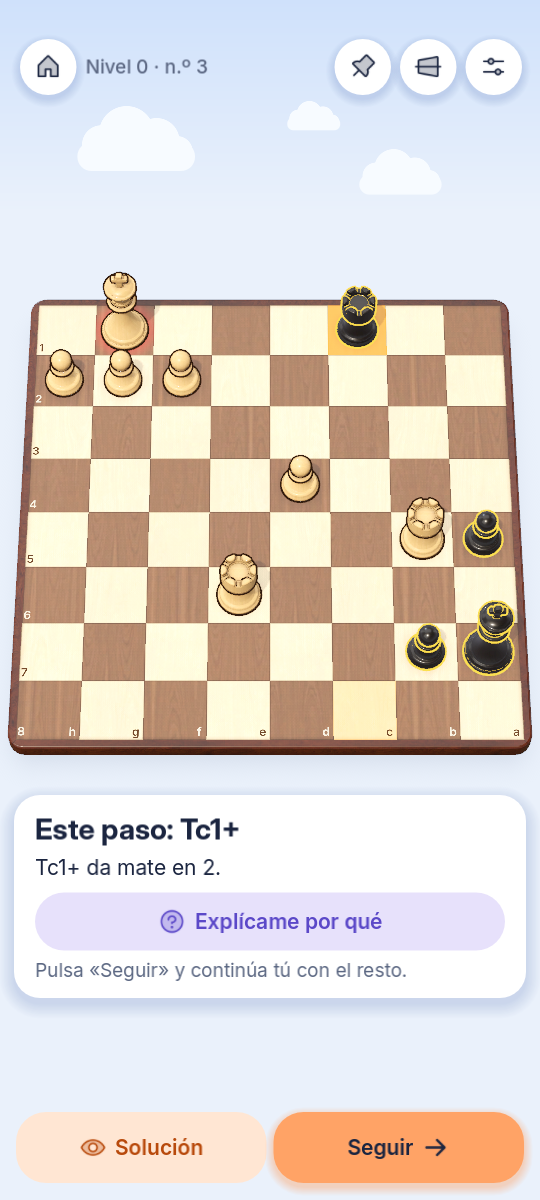 Nivel 0 · n.º 3
1
2
3
4
5
6
7
8 h g f e d c b a
Este paso: Tc1+
Tc1+ da mate en 2.
Explícame por qué
Pulsa «Seguir» y continúa tú con el resto.
Solución
Seguir